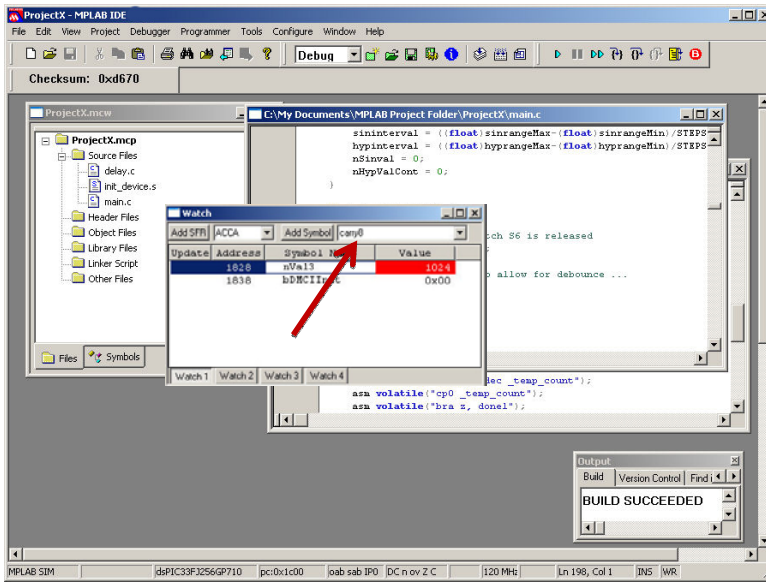 ProjectX - MPLAB IDE
File Edit View Project Debugger Programmer Tools Configure Window Help
Debug
Checksum: 0xd670
ProjectX.mcw
ProjectX.mcp
Source Files
delay.c
init_device.s
main.c
Header Files
Object Files
Library Files
Linker Script
Other Files
Files Symbols
C:\My Documents\MPLAB Project Folder\ProjectX\main.c
sininterval = ((float)sinrangeMax-(float)sinrangeMin)/STEPS
hypinterval = ((float)hyprangeMax-(float)hyprangeMin)/STEPS
nSinval = 0;
nHypValCont = 0;
}
tch S6 is released
;
o allow for debounce ...
Watch
Add SFR ACCA Add Symbol carry0
Update Address Symbol Value
1828 nVal3 1024
1838 0x00
Watch 1 Watch 2 Watch 3 Watch 4
dec _temp_count");
asm volatile("cp0 _temp_count");
asm volatile("bra z, done1");
Output
Build Version Control Find i
BUILD SUCCEEDED
MPLAB SIM dsPIC33FJ256GP710 pc:0x1c00 oab sab IP0 DC n ov Z C 120 MHz Ln 198, Col 1 INS WR